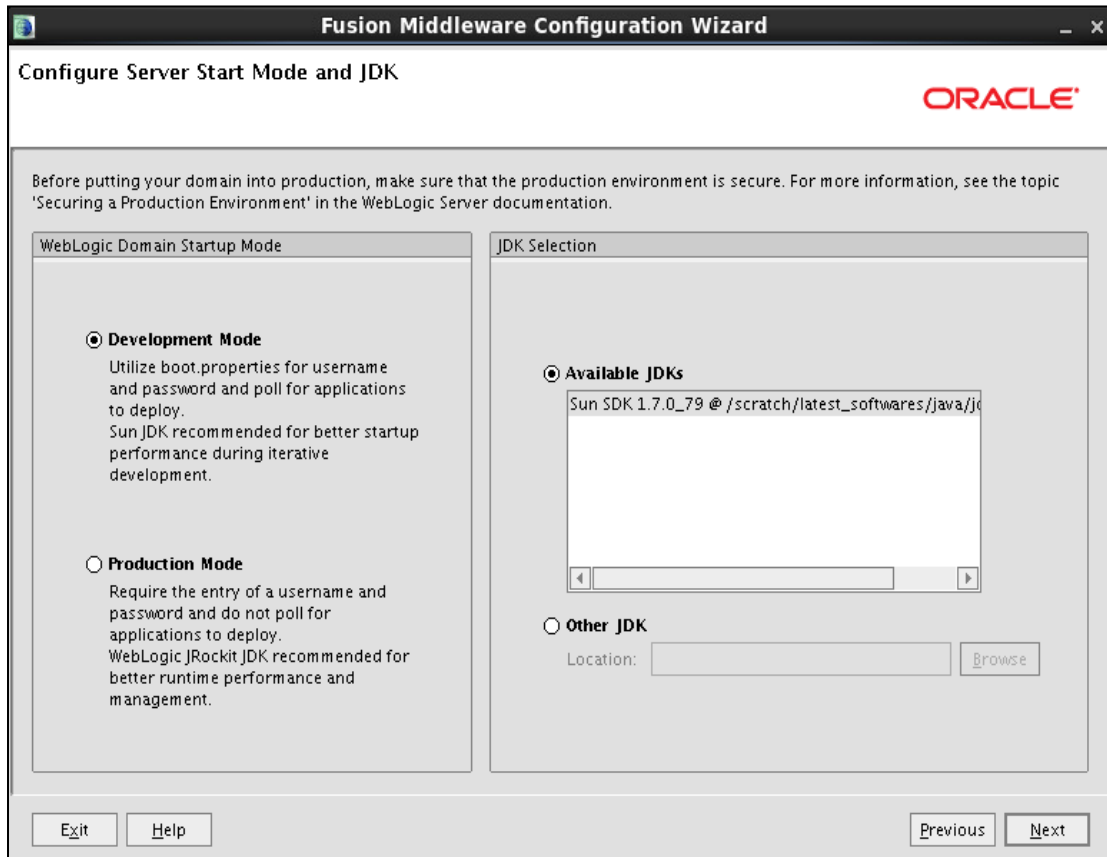 Fusion Middleware Configuration Wizard
Configure Server Start Mode and JDK
ORACLE
Before putting your domain into production, make sure that the production environment is secure. For more information, see the topic
'Securing a Production Environment' in the WebLogic Server documentation.
WebLogic Domain Startup Mode
Development Mode
Utilize boot.properties for username
and password and poll for applications
to deploy.
Sun JDK recommended for better startup
performance during iterative
development.
Production Mode
Require the entry of a username and
password and do not poll for
applications to deploy.
WebLogic JRockit JDK recommended for
better runtime performance and
management.
JDK Selection
Available JDKs
Sun SDK 1.7.0_79 @ /scratch/latest_softwares/java/
Other JDK
Location:
Browse
Exit
Help
Previous
Next